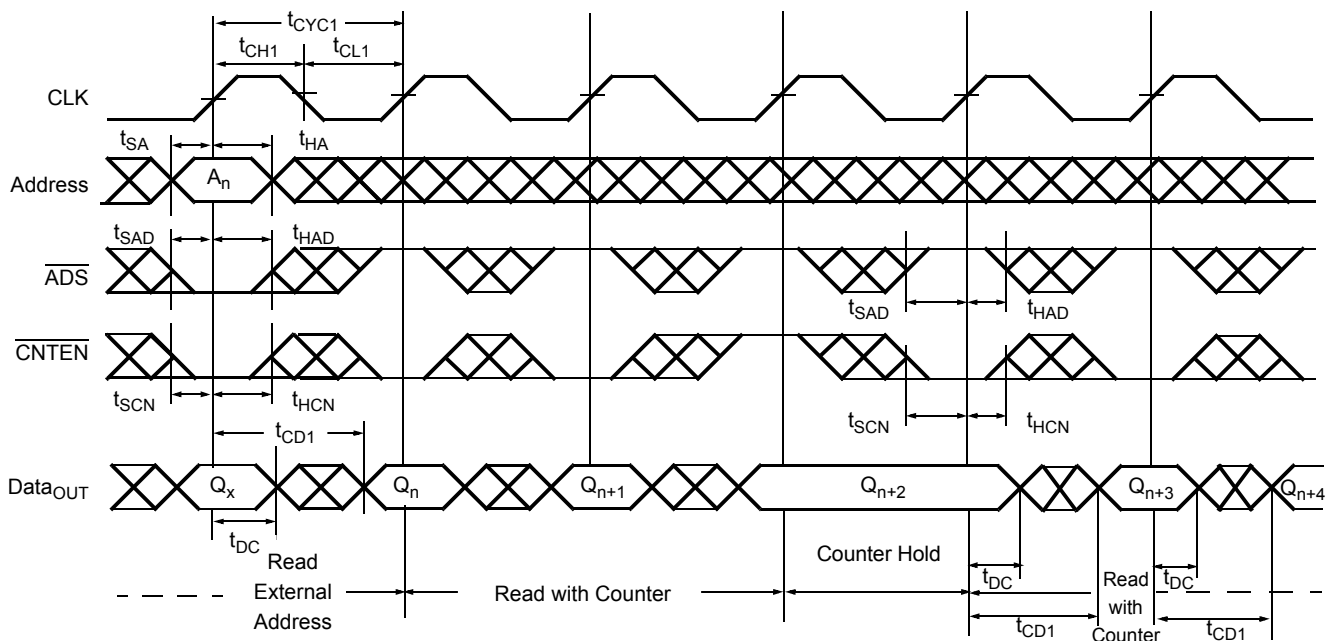 tCYC1
tCH1
tCL1
CLK
tSA
tHA
Address
An
tSAD
tHAD
ADS
tSAD
tHAD
CNTEN
tSCN
tHCN
tSCN
tHCN
tCD1
DataOUT
Qx
Qn
Qn+1
Qn+2
Qn+3
Qn+4
tDC
Read
External
Address
Read with Counter
Counter Hold
tDC
tCD1
Read
with
Counter
tDC
tCD1